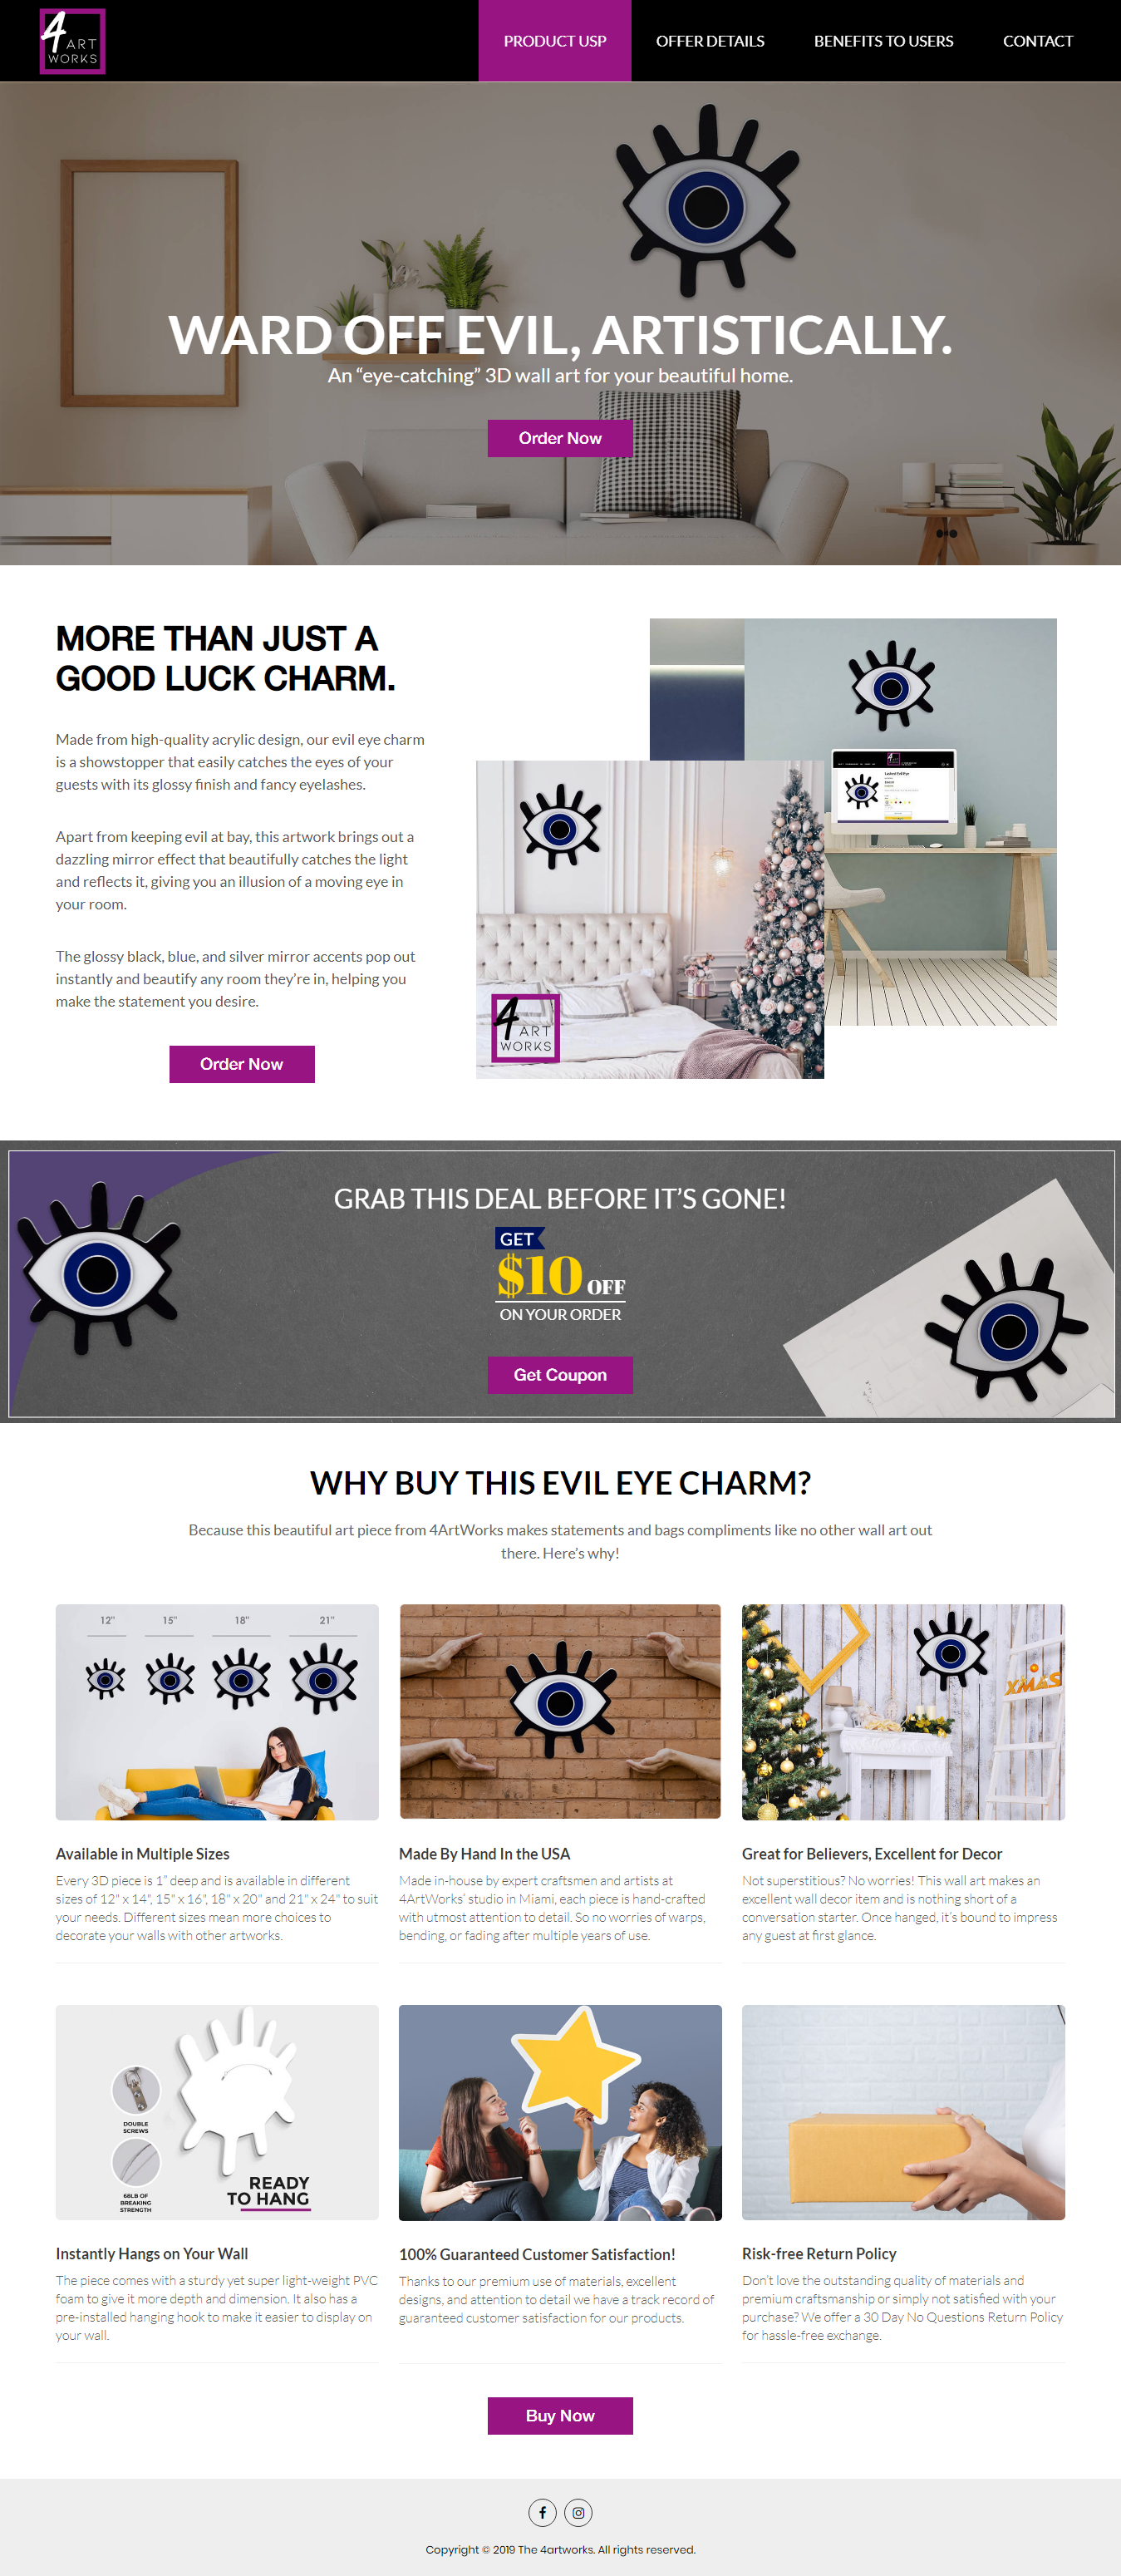 4 ART
WORKS
PRODUCT USP
OFFER DETAILS
BENEFITS TO USERS
CONTACT
WARD OFF EVIL, ARTISTICALLY.
An “eye-catching” 3D wall art for your beautiful home.
Order Now
MORE THAN JUST A
GOOD LUCK CHARM.
Made from high-quality acrylic design, our evil eye charm
is a showstopper that easily catches the eyes of your
guests with its glossy finish and fancy eyelashes.
Apart from keeping evil at bay, this artwork brings out a
dazzling mirror effect that beautifully catches the light
and reflects it, giving you an illusion of a moving eye in
your room.
The glossy black, blue, and silver mirror accents pop out
instantly and beautify any room they’re in, helping you
make the statement you desire.
Order Now
4 ART
WORKS
GRAB THIS DEAL BEFORE IT’S GONE!
GET
$10 OFF
ON YOUR ORDER
Get Coupon
WHY BUY THIS EVIL EYE CHARM?
Because this beautiful art piece from 4ArtWorks makes statements and bags compliments like no other wall art out
there. Here’s why!
12" 15" 18" 21"
XMAS
Available in Multiple Sizes
Every 3D piece is 1” deep and is available in different
sizes of 12" x 14", 15" x 16", 18" x 20" and 21" x 24" to suit
your needs. Different sizes mean more choices to
decorate your walls with other artworks.
Made By Hand In the USA
Made in-house by expert craftsmen and artists at
4ArtWorks’ studio in Miami, each piece is hand-crafted
with utmost attention to detail. So no worries of warps,
bending, or fading after multiple years of use.
Great for Believers, Excellent for Decor
Not superstitious? No worries! This wall art makes an
excellent wall decor item and is nothing short of a
conversation starter. Once hanged, it’s bound to impress
any guest at first glance.
DOUBLE
SCREWS
68LB OF
BREAKING
STRENGTH
READY
TO HANG
Instantly Hangs on Your Wall
The piece comes with a sturdy yet super light-weight PVC
foam to give it more depth and dimension. It also has a
pre-installed hanging hook to make it easier to display on
your wall.
100% Guaranteed Customer Satisfaction!
Thanks to our premium use of materials, excellent
designs, and attention to detail we have a track record of
guaranteed customer satisfaction for our products.
Risk-free Return Policy
Don’t love the outstanding quality of materials and
premium craftsmanship or simply not satisfied with your
purchase? We offer a 30 Day No Questions Return Policy
for hassle-free exchange.
Buy Now
Copyright © 2019 The 4artworks. All rights reserved.